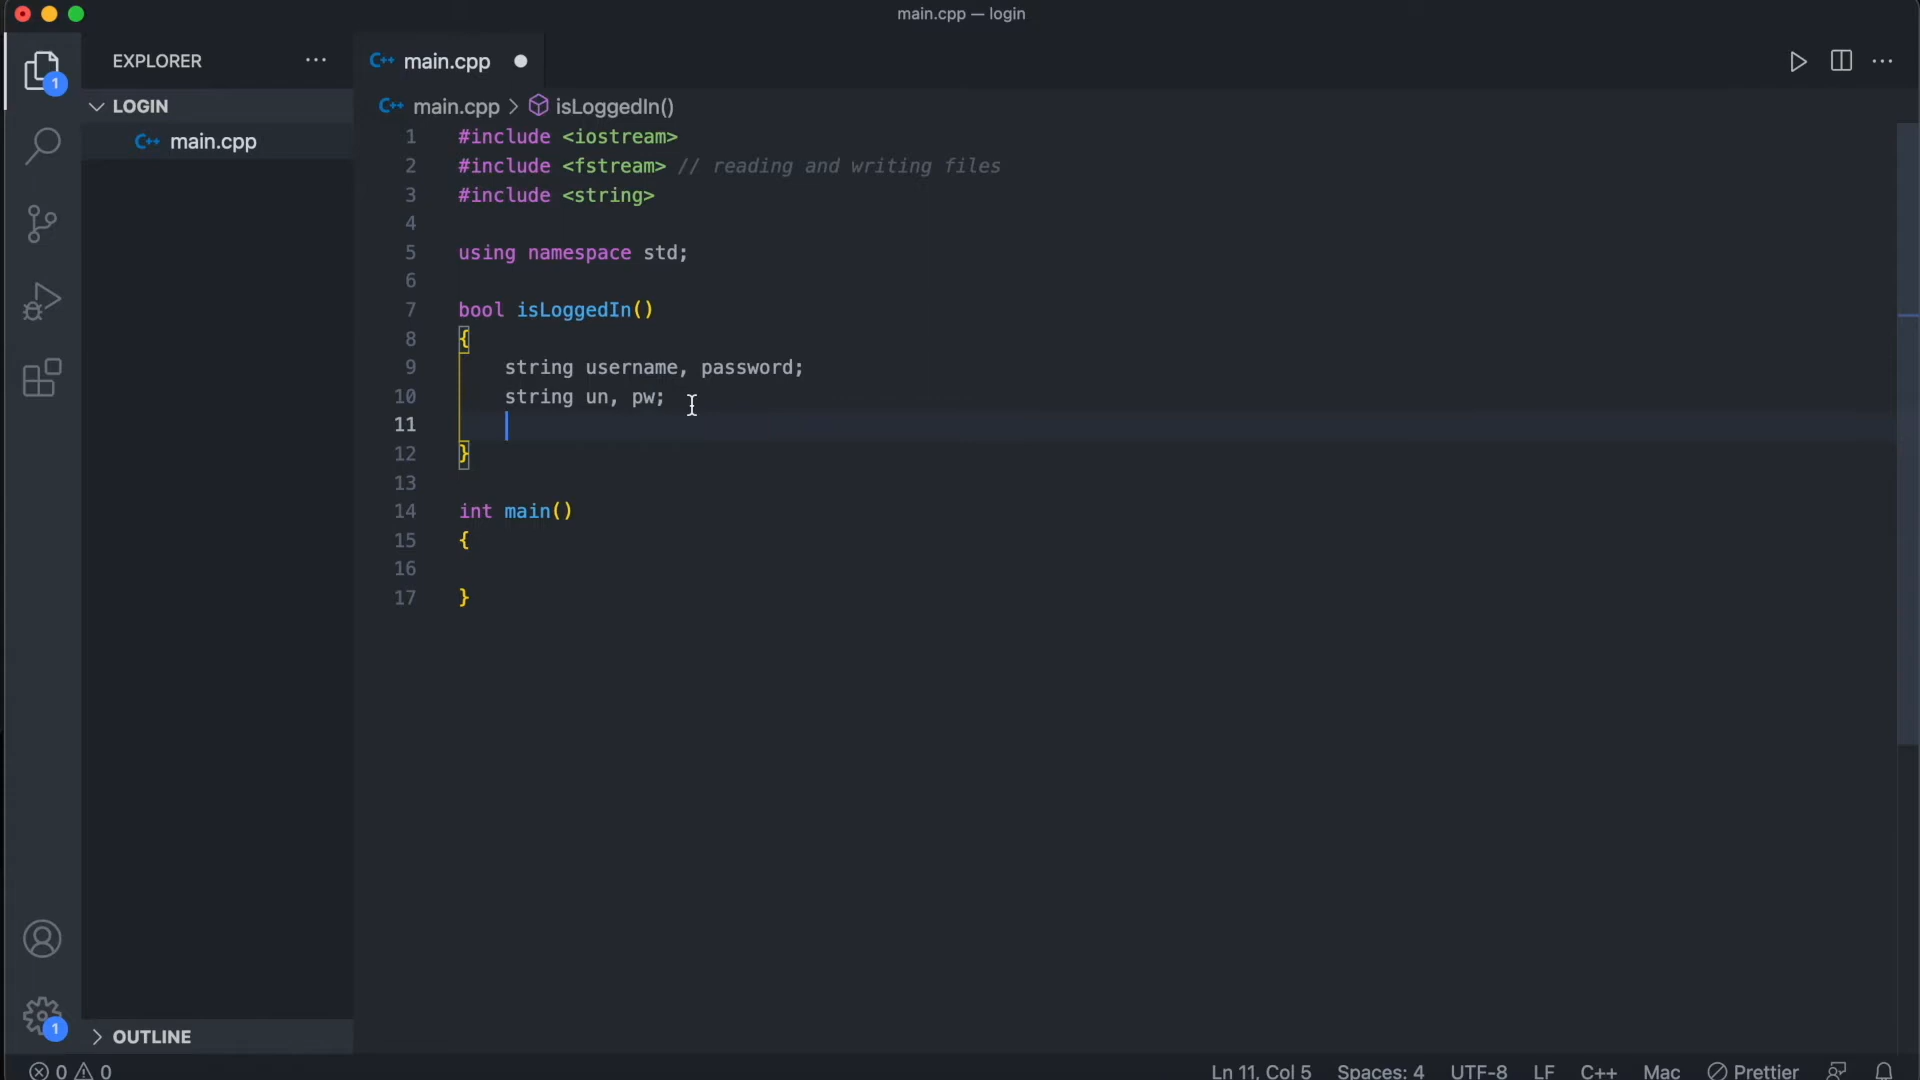 main.cpp — login
EXPLORER ...
C++ main.cpp
LOGIN
C++ main.cpp
C++ main.cpp > isLoggedIn()
1 #include <iostream>
2 #include <fstream> // reading and writing files
3 #include <string>
4
5 using namespace std;
6
7 bool isLoggedIn()
8 {
9 string username, password;
10 string un, pw;
11
12 }
13
14 int main()
15 {
16
17 }
1
1
OUTLINE
0 0
Ln 11, Col 5 Spaces: 4 UTF-8 LF C++ Mac Prettier